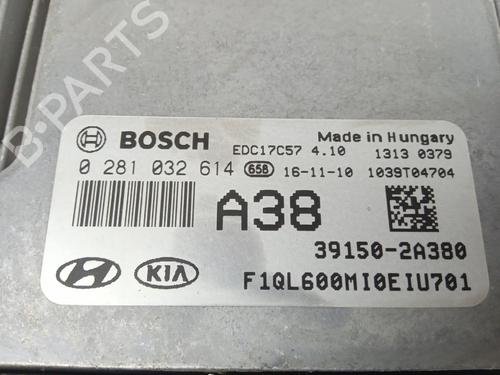 B-PARTS
BOSCH EDC17C57 4.10 Made in Hungary
1313 0379
0 281 032 614 658 16-11-10 1039T04704
A38
39150-2A380
HYUNDAI KIA F1QL600MI0EIU701